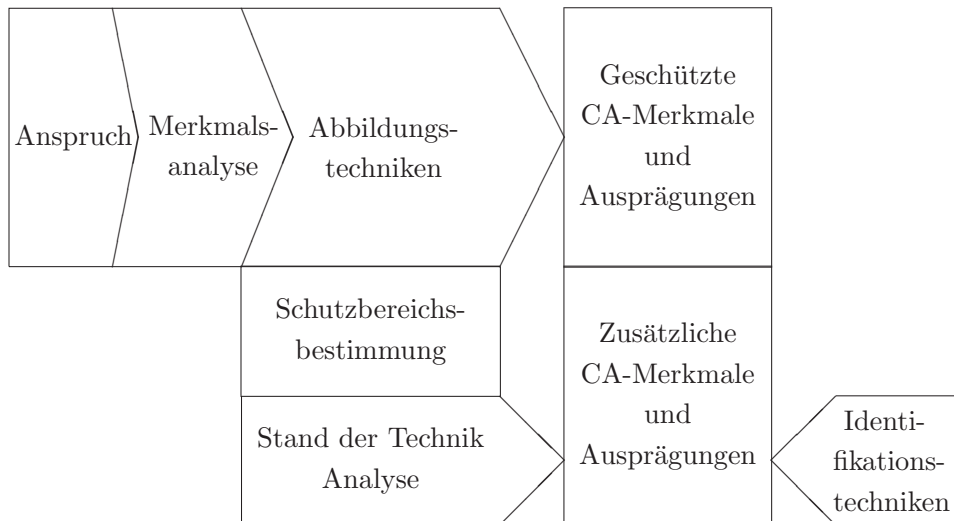 Anspruch
Merkmals-
analyse
Abbildungs-
techniken
Geschützte
CA-Merkmale
und
Ausprägungen
Schutzbereichs-
bestimmung
Stand der Technik
Analyse
Zusätzliche
CA-Merkmale
und
Ausprägungen
Identi-
fikations-
techniken